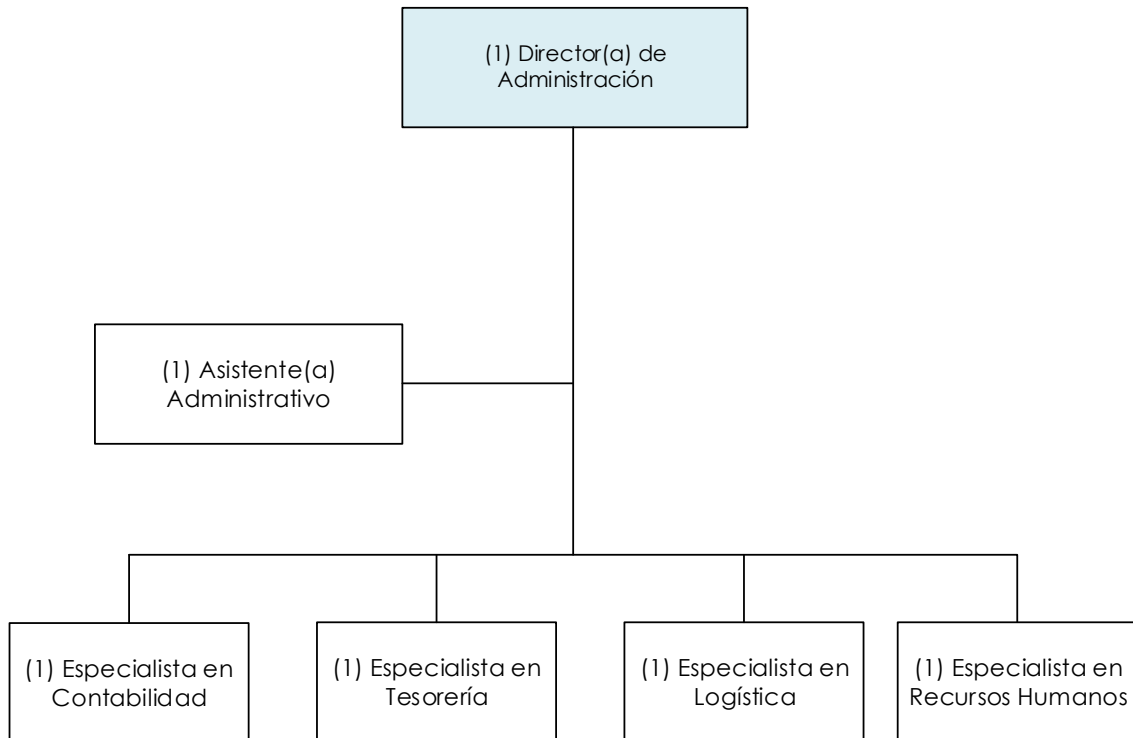 (1) Director(a) de
Administración
(1) Asistente(a)
Administrativo
(1) Especialista en
Contabilidad
(1) Especialista en
Tesorería
(1) Especialista en
Logística
(1) Especialista en
Recursos Humanos